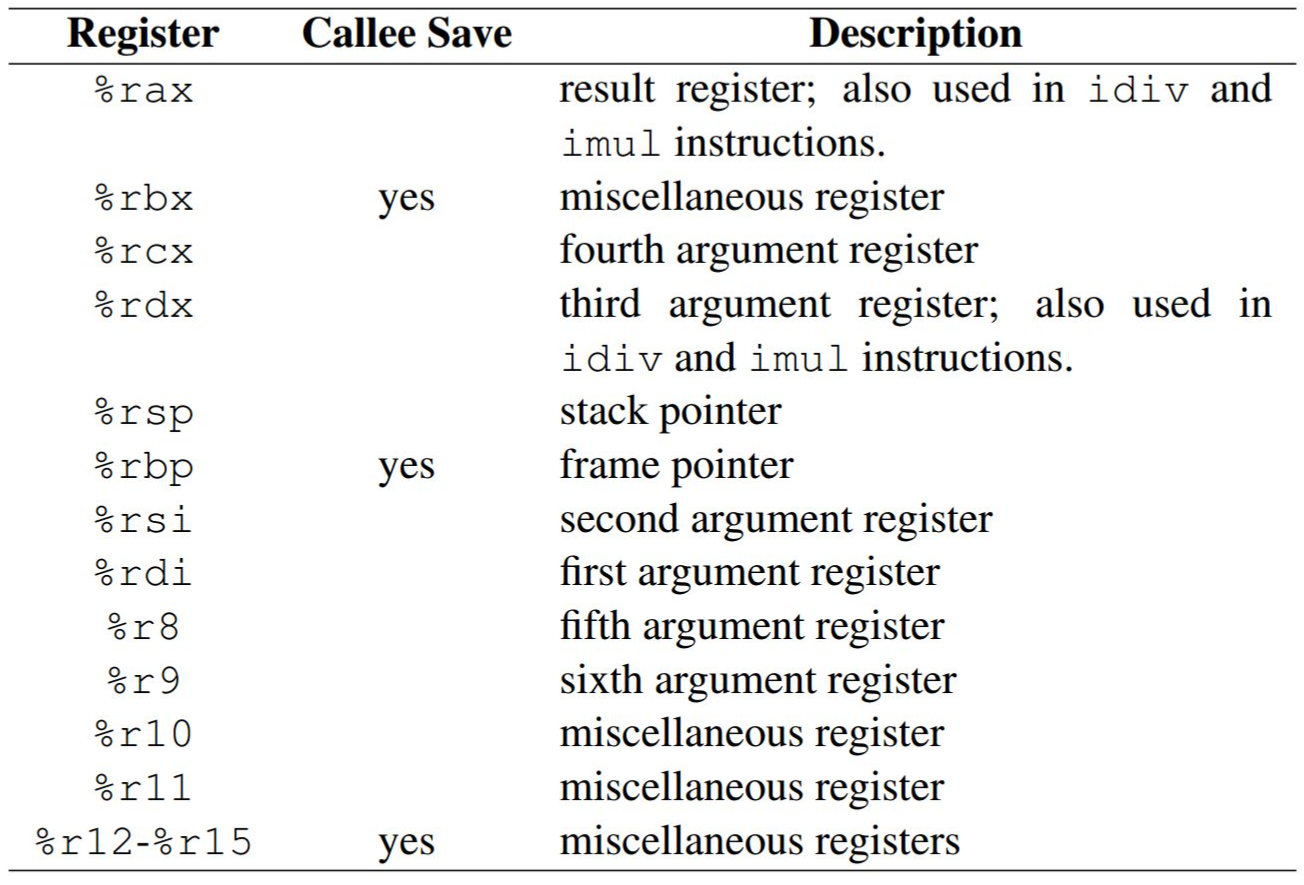 Register Callee Save Description
%rax result register; also used in idiv and
imul instructions.
%rbx yes miscellaneous register
%rcx fourth argument register
%rdx third argument register; also used in
idiv and imul instructions.
%rsp stack pointer
%rbp yes frame pointer
%rsi second argument register
%rdi first argument register
%r8 fifth argument register
%r9 sixth argument register
%r10 miscellaneous register
%r11 miscellaneous register
%r12-%r15 yes miscellaneous registers